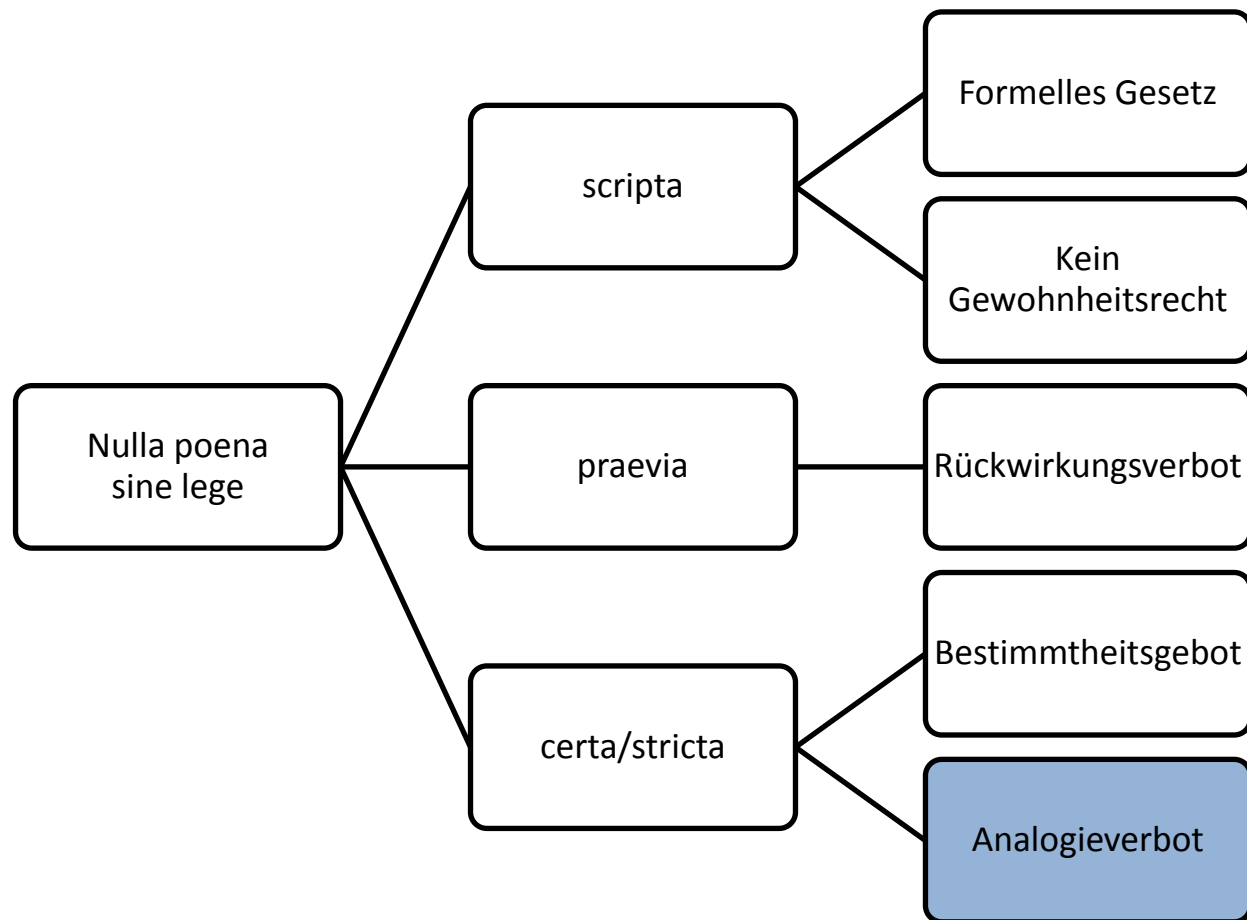 Nulla poena
sine lege
scripta
Formelles Gesetz
Kein
Gewohnheitsrecht
praevia
Rückwirkungsverbot
certa/stricta
Bestimmtheitsgebot
Analogieverbot